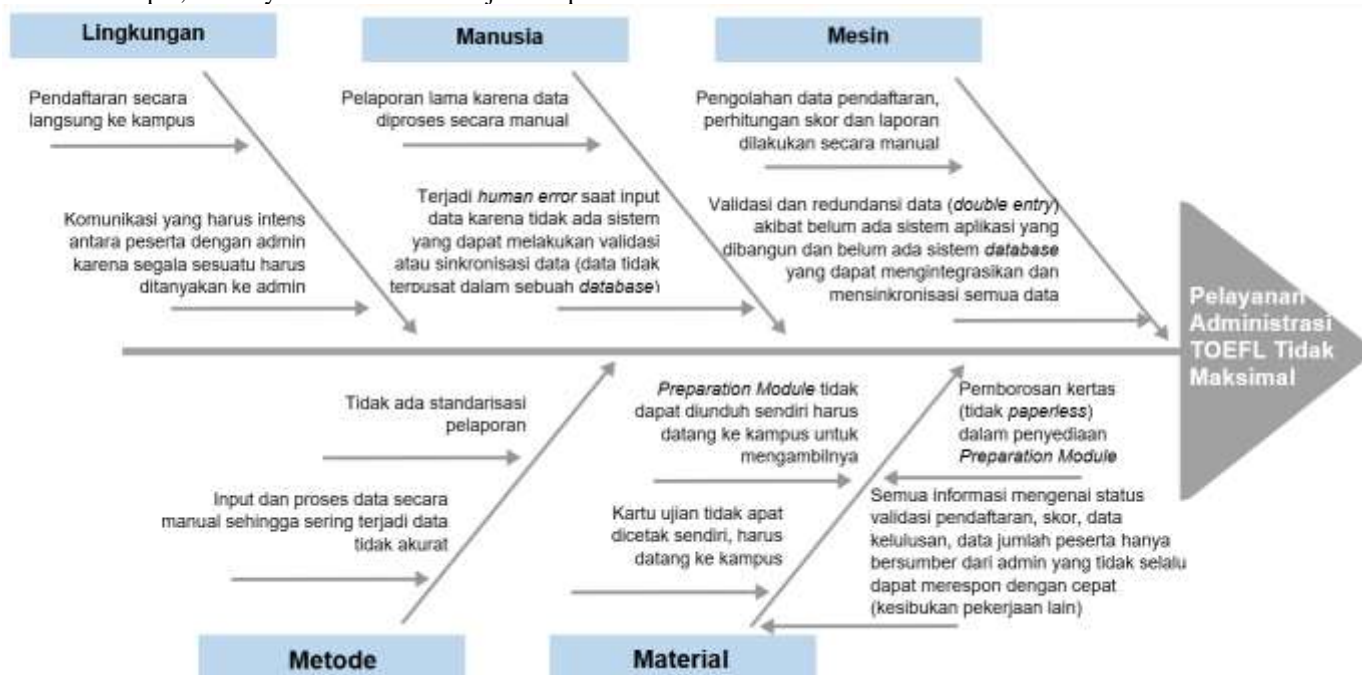 Lingkungan
Manusia
Mesin
Pendaftaran secara
langsung ke kampus
Pelaporan lama karena data
diproses secara manual
Pengolahan data pendaftaran,
perhitungan skor dan laporan
dilakukan secara manual
Komunikasi yang harus intens
antara peserta dengan admin
karena segala sesuatu harus
ditanyakan ke admin
Terjadi human error saat input
data karena tidak ada sistem
yang dapat melakukan validasi
atau sinkronisasi data (data tidak
terpusat dalam sebuah database)
Validasi dan redundansi data (double entry)
akibat belum ada sistem aplikasi yang
dibangun dan belum ada sistem database
yang dapat mengintegrasikan dan
mensinkronisasi semua data
Pelayanan
Administrasi
TOEFL Tidak
Maksimal
Tidak ada standarisasi
pelaporan
Input dan proses data secara
manual sehingga sering terjadi data
tidak akurat
Preparation Module tidak
dapat diunduh sendiri harus
datang ke kampus untuk
mengambilnya
Kartu ujian tidak apat
dicetak sendiri, harus
datang ke kampus
Pemborosan kertas
(tidak paperless)
dalam penyediaan
Preparation Module
Semua informasi mengenai status
validasi pendaftaran, skor, data
kelulusan, data jumlah peserta hanya
bersumber dari admin yang tidak selalu
dapat merespon dengan cepat
(kesibukan pekerjaan lain)
Metode
Material